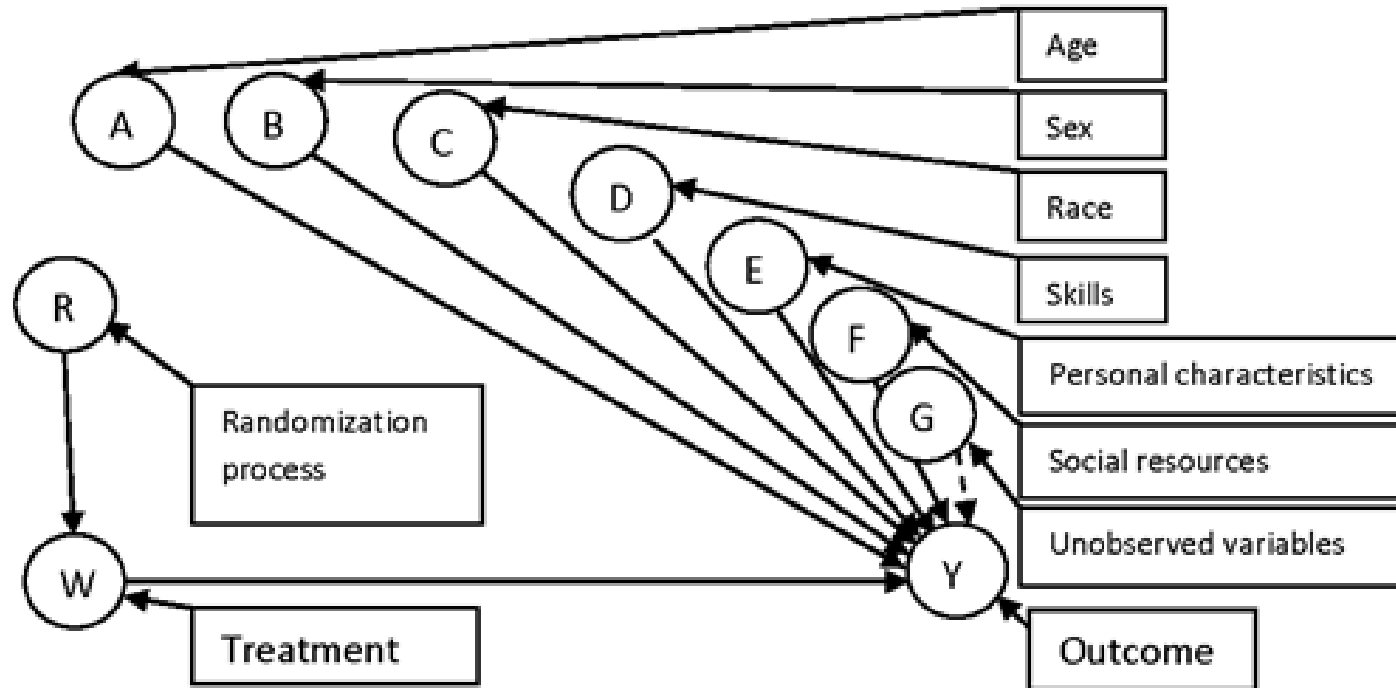 Age
A
B
Sex
C
Race
D
Skills
E
R
F
Personal characteristics
G
Randomization
process
Social resources
Unobserved variables
W
Y
Treatment
Outcome